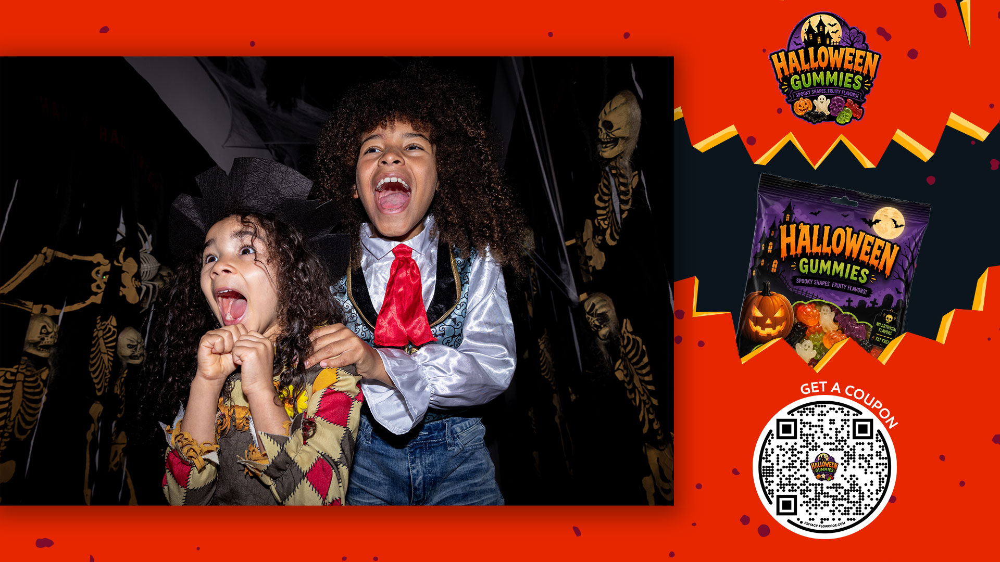 HALLOWEEN
GUMMIES
SPOOKY SHAPES. FRUITY FLAVORS!
HALLOWEEN
GUMMIES
SPOOKY SHAPES. FRUITY FLAVORS!
NO ARTIFICIAL
FLAVORS
FAT FREE
GET A COUPON
HALLOWEEN
GUMMIES
PRIVACY.FLOWCODE.COM